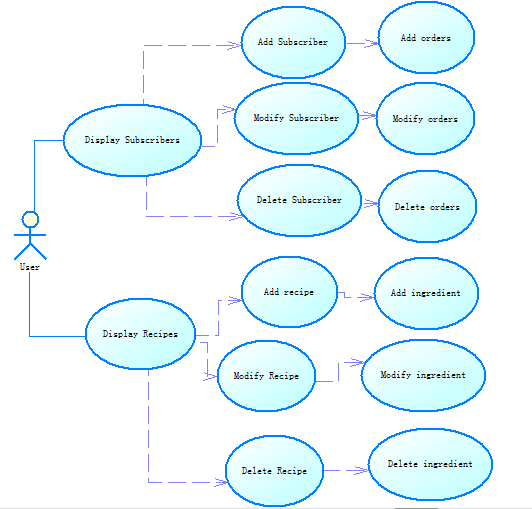 Add Subscriber
Add orders
Display Subscribers
Modify Subscriber
Modify orders
Delete Subscriber
Delete orders
User
Display Recipes
Add recipe
Add ingredient
Modify Recipe
Modify ingredient
Delete Recipe
Delete ingredient